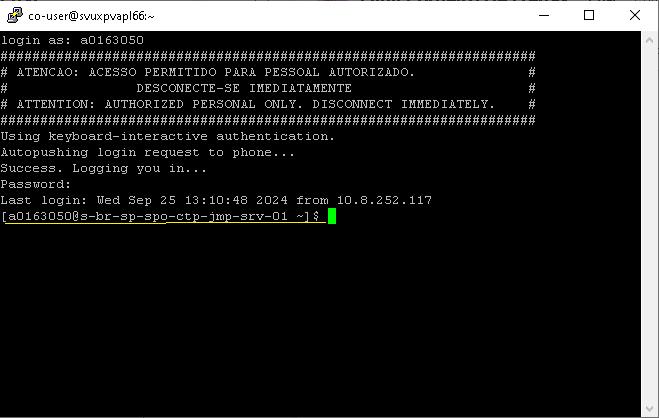 co-user@svuxpvapl66:~
login as: a0163050
###################################################################
# ATENCAO: ACESSO PERMITIDO PARA PESSOAL AUTORIZADO.              #
#                DESCONECTE-SE IMEDIATAMENTE                      #
# ATTENTION: AUTHORIZED PERSONAL ONLY. DISCONNECT IMMEDIATELY.    #
###################################################################
Using keyboard-interactive authentication.
Autopushing login request to phone...
Success. Logging you in...
Password:
Last login: Wed Sep 25 13:10:48 2024 from 10.8.252.117
[a0163050@s-br-sp-spo-ctp-jmp-srv-01 ~]$